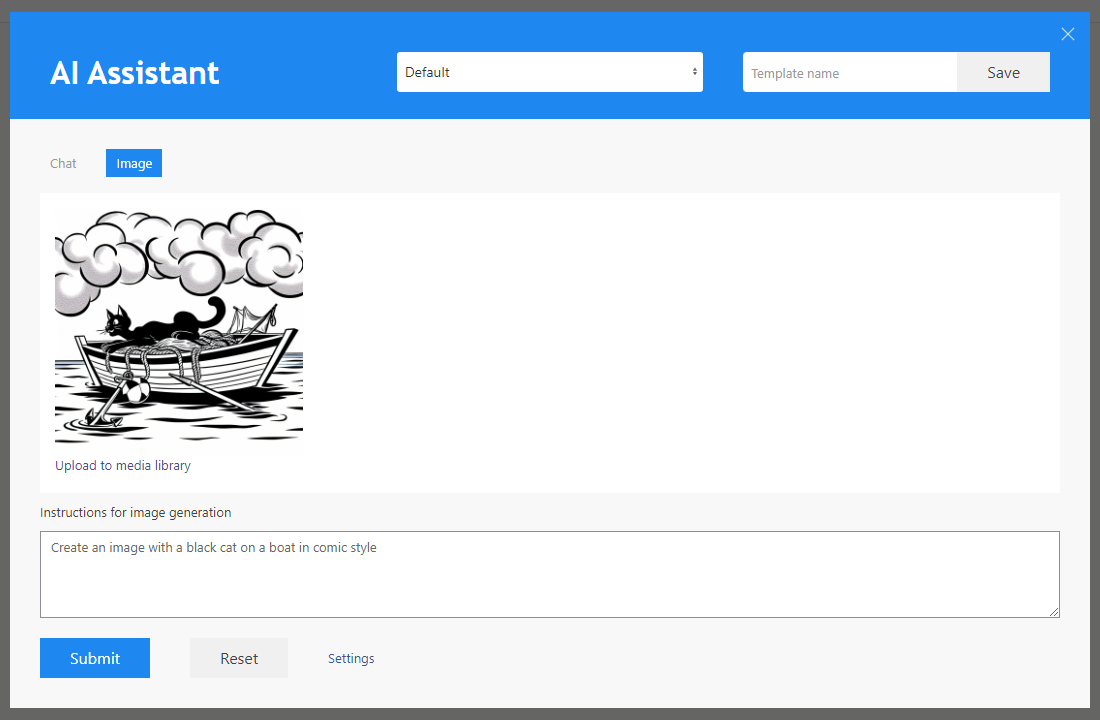 AI Assistant
Default
Template name
Save
Chat
Image
Upload to media library
Instructions for image generation
Create an image with a black cat on a boat in comic style
Submit
Reset
Settings